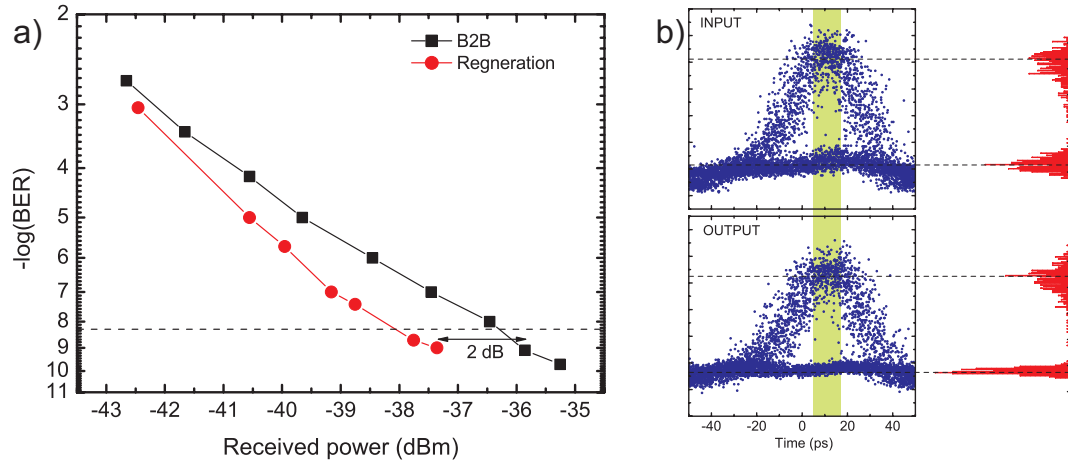 a)
B2B
Regneration
-log(BER)
2
3
4
5
6
7
8
9
10
11
2 dB
-43 -42 -41 -40 -39 -38 -37 -36 -35
Received power (dBm)
b)
INPUT
OUTPUT
-40 -20 0 20 40
Time (ps)